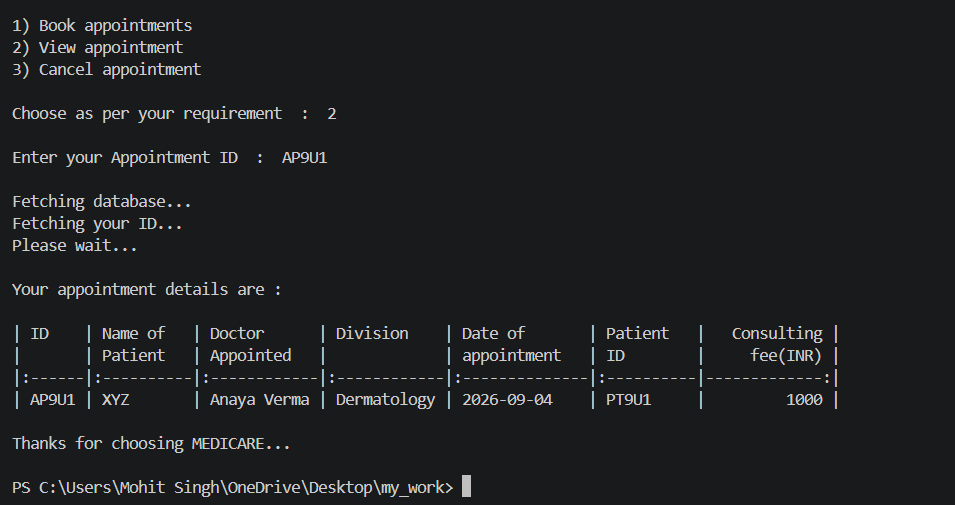 1) Book appointments
2) View appointment
3) Cancel appointment
Choose as per your requirement  :  2
Enter your Appointment ID  :  AP9U1
Fetching database...
Fetching your ID...
Please wait...
Your appointment details are :
| ID    | Name of  | Doctor      | Division    | Date of       | Patient  |   Consulting |
|       | Patient  | Appointed   |             | appointment   | ID       |     fee(INR) |
|:------|:----------|:------------|:------------|:--------------|:----------|-------------:|
| AP9U1 | XYZ       | Anaya Verma | Dermatology | 2026-09-04    | PT9U1    |         1000 |
Thanks for choosing MEDICARE...
PS C:\Users\Mohit Singh\OneDrive\Desktop\my_work>